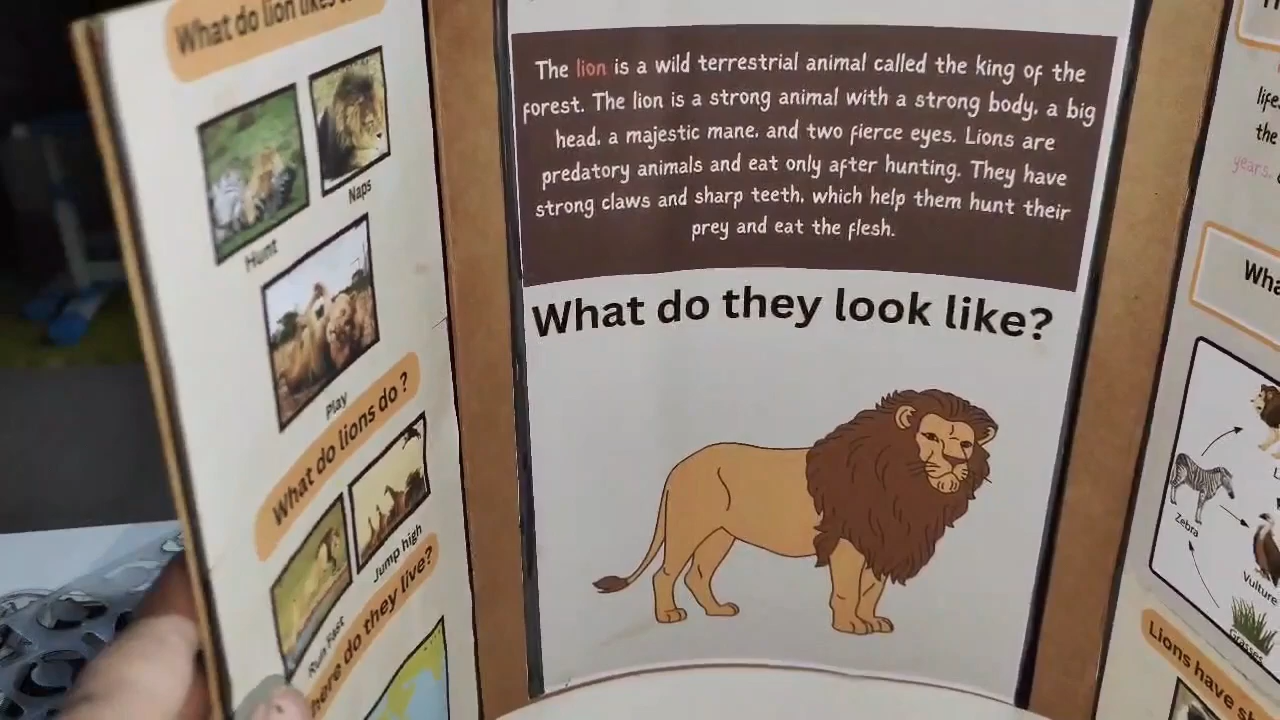 What do lion likes
Hunt
Naps
Play
What do lions do ?
Run Fast
Jump high
here do they live?
The lion is a wild terrestrial animal called the king of the
forest. The lion is a strong animal with a strong body, a big
head, a majestic mane, and two fierce eyes. Lions are
predatory animals and eat only after hunting. They have
strong claws and sharp teeth, which help them hunt their
prey and eat the flesh.
What do they look like?
life
the
years.
Wha
Zebra
Vulture
Grasses
Lions have sh